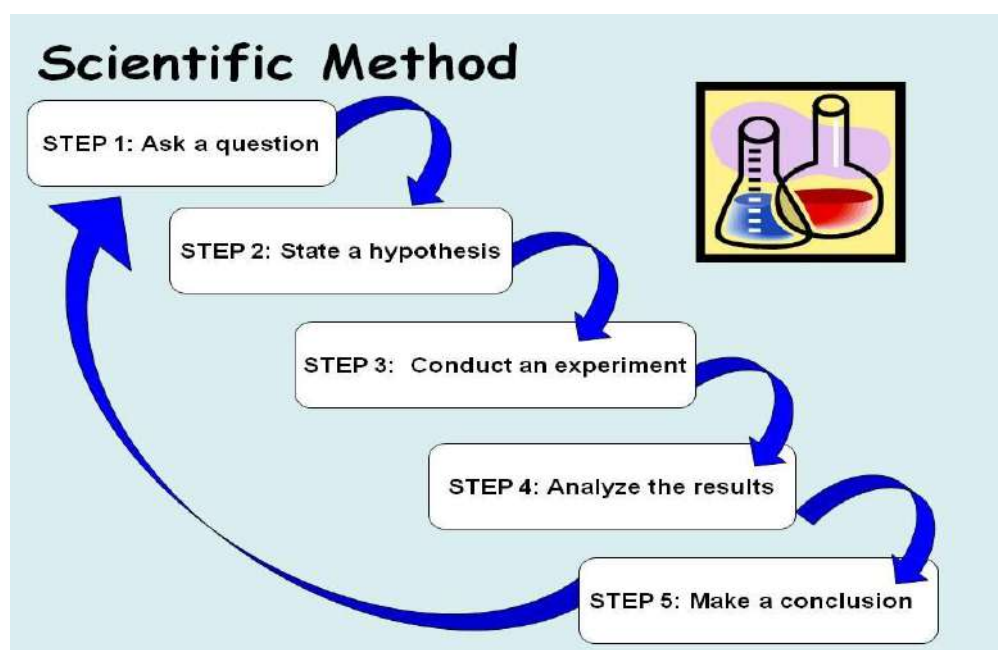 Scientific Method
STEP 1: Ask a question
STEP 2: State a hypothesis
STEP 3: Conduct an experiment
STEP 4: Analyze the results
STEP 5: Make a conclusion